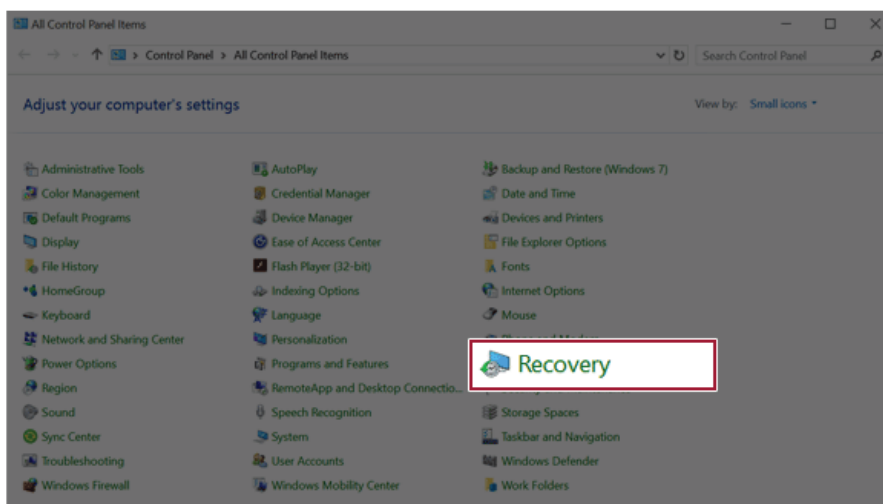 All Control Panel Items
Control Panel > All Control Panel Items
Search Control Panel
Adjust your computer's settings
View by: Small icons
Administrative Tools
AutoPlay
Backup and Restore (Windows 7)
Color Management
Credential Manager
Date and Time
Default Programs
Device Manager
Devices and Printers
Display
Ease of Access Center
File Explorer Options
File History
Flash Player (32-bit)
Fonts
HomeGroup
Indexing Options
Internet Options
Keyboard
Language
Mouse
Network and Sharing Center
Personalization
Power Options
Programs and Features
Recovery
Region
RemoteApp and Desktop Connectio...
Sound
Speech Recognition
Storage Spaces
Sync Center
System
Taskbar and Navigation
Troubleshooting
User Accounts
Windows Defender
Windows Firewall
Windows Mobility Center
Work Folders